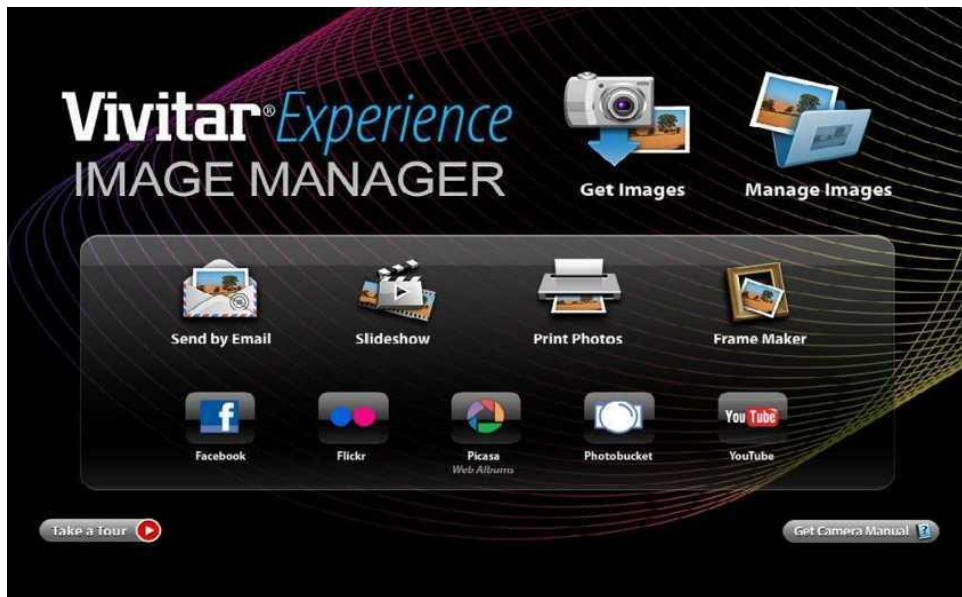 Vivitar® Experience
IMAGE MANAGER
Get Images
Manage Images
Send by Email
Slideshow
Print Photos
Frame Maker
f
You Tube
Facebook
Flickr
Picasa
Photobucket
YouTube
Web Albums
Take a Tour
Get Camera Manual ?